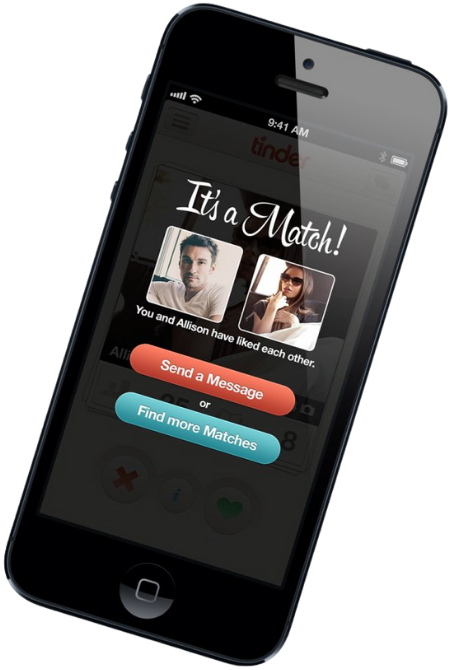 9:41 AM
tinder
It's a Match!
You and Allison have liked each other.
Send a Message
or
Find more Matches
8